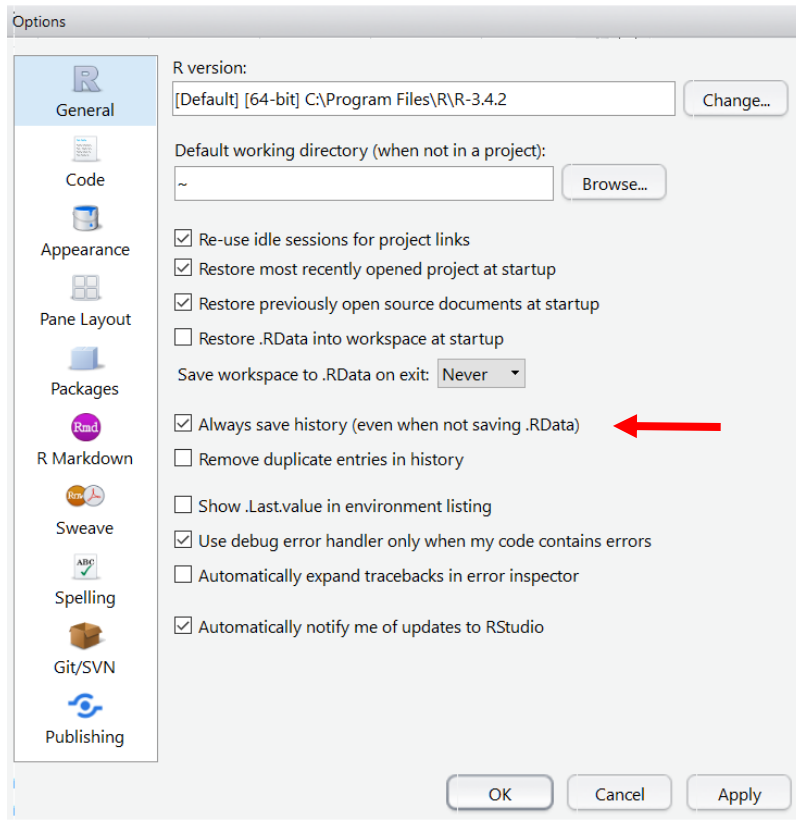 Options
R version:
[Default] [64-bit] C:\Program Files\R\R-3.4.2
Change...
Default working directory (when not in a project):
~
Browse...
Re-use idle sessions for project links
Restore most recently opened project at startup
Restore previously open source documents at startup
Restore .RData into workspace at startup
Save workspace to .RData on exit: Never
Always save history (even when not saving .RData)
Remove duplicate entries in history
Show .Last.value in environment listing
Use debug error handler only when my code contains errors
Automatically expand tracebacks in error inspector
Automatically notify me of updates to RStudio
R
General
Code
Appearance
Pane Layout
Packages
Rmd
R Markdown
Rnw
Sweave
ABC
Spelling
Git/SVN
Publishing
OK
Cancel
Apply